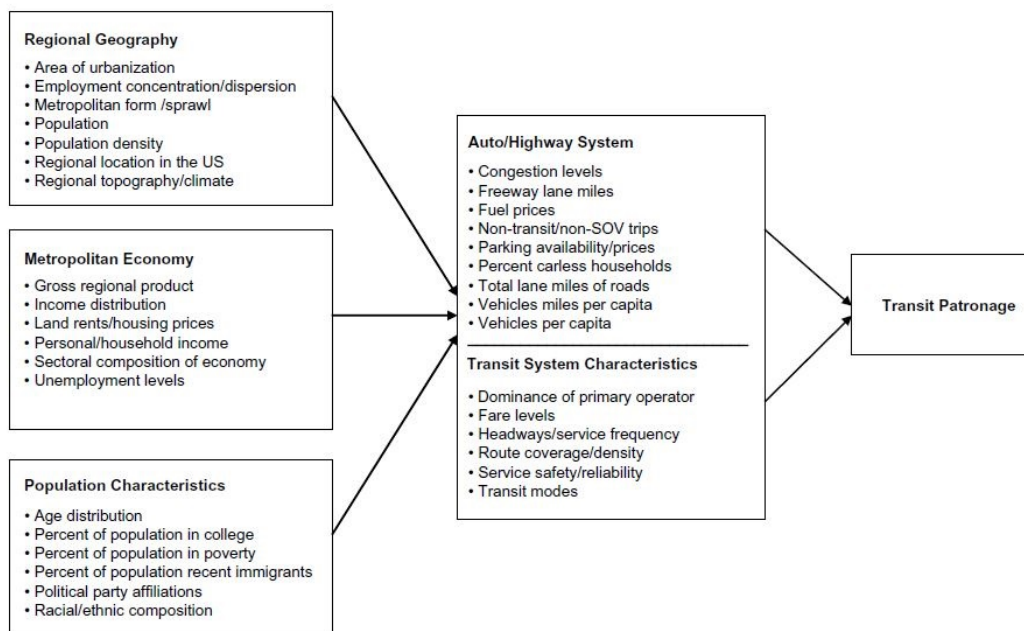 Regional Geography
• Area of urbanization
• Employment concentration/dispersion
• Metropolitan form /sprawl
• Population
• Population density
• Regional location in the US
• Regional topography/climate
Metropolitan Economy
• Gross regional product
• Income distribution
• Land rents/housing prices
• Personal/household income
• Sectoral composition of economy
• Unemployment levels
Population Characteristics
• Age distribution
• Percent of population in college
• Percent of population in poverty
• Percent of population recent immigrants
• Political party affiliations
• Racial/ethnic composition
Auto/Highway System
• Congestion levels
• Freeway lane miles
• Fuel prices
• Non-transit/non-SOV trips
• Parking availability/prices
• Percent carless households
• Total lane miles of roads
• Vehicles miles per capita
• Vehicles per capita
Transit System Characteristics
• Dominance of primary operator
• Fare levels
• Headways/service frequency
• Route coverage/density
• Service safety/reliability
• Transit modes
Transit Patronage